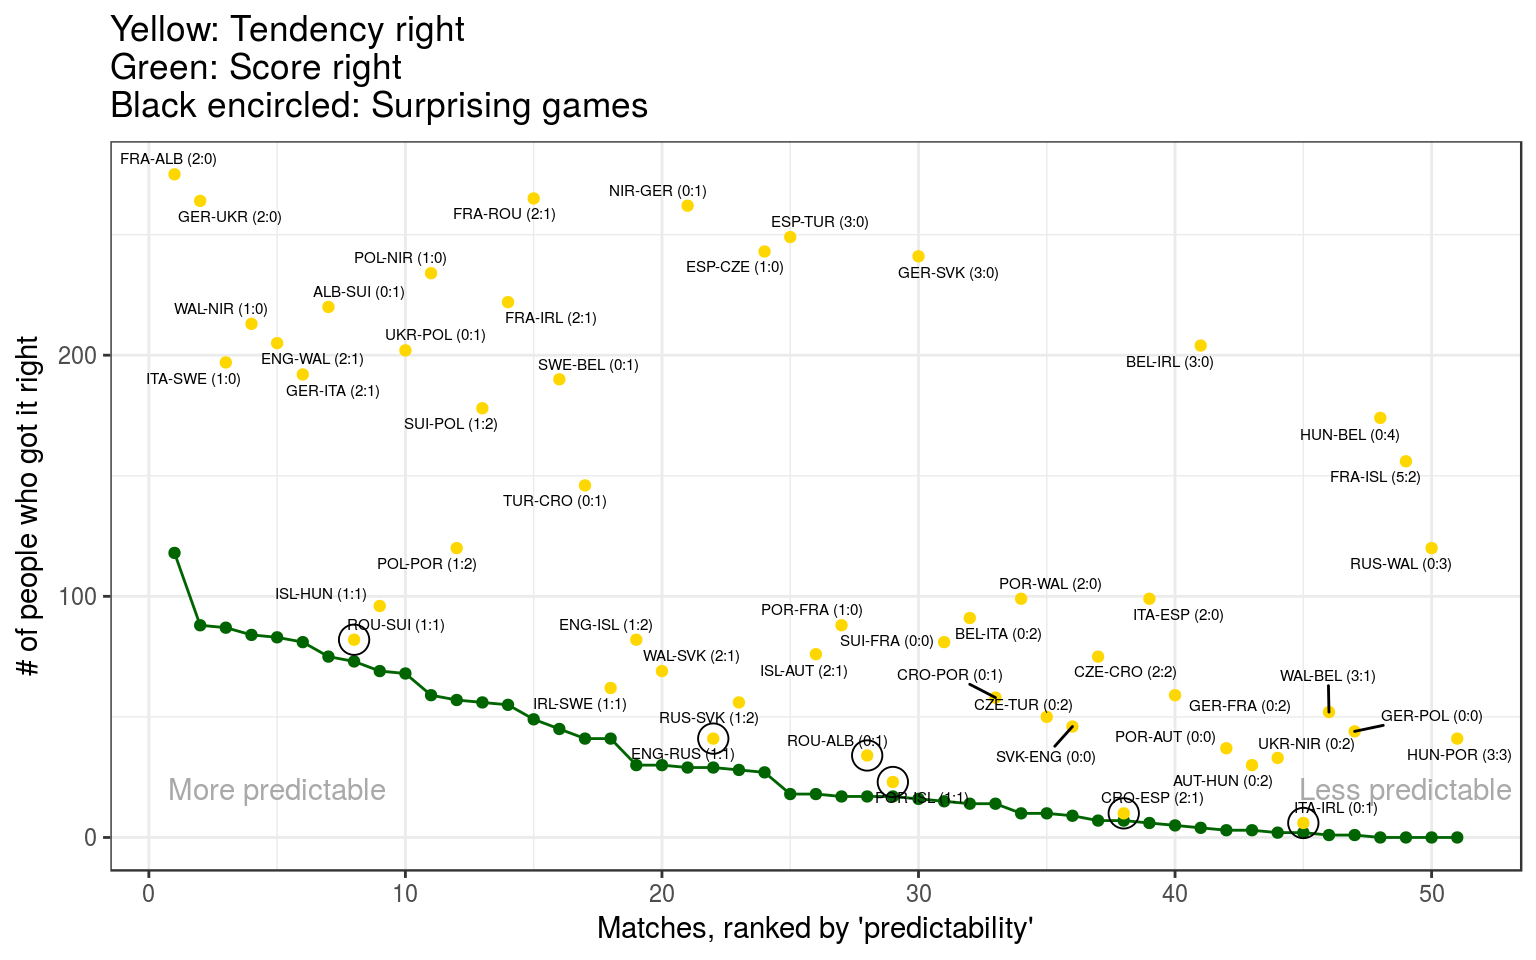 Yellow: Tendency right
Green: Score right
Black encircled: Surprising games
FRA-ALB (2:0)
GER-UKR (2:0)
FRA-ROU (2:1)
NIR-GER (0:1)
ESP-TUR (3:0)
POL-NIR (1:0)
ESP-CZE (1:0)
GER-SVK (3:0)
ALB-SUI (0:1)
WAL-NIR (1:0)
FRA-IRL (2:1)
UKR-POL (0:1)
ENG-WAL (2:1)
SWE-BEL (0:1)
BEL-IRL (3:0)
ITA-SWE (1:0)
GER-ITA (2:1)
SUI-POL (1:2)
HUN-BEL (0:4)
FRA-ISL (5:2)
TUR-CRO (0:1)
POL-POR (1:2)
RUS-WAL (0:3)
ISL-HUN (1:1)
POR-WAL (2:0)
POR-FRA (1:0)
ITA-ESP (2:0)
ROU-SUI (1:1)
ENG-ISL (1:2)
SUI-FRA (0:0)
BEL-ITA (0:2)
WAL-SVK (2:1)
ISL-AUT (2:1)
CRO-POR (0:1)
CZE-CRO (2:2)
WAL-BEL (3:1)
IRL-SWE (1:1)
CZE-TUR (0:2)
GER-FRA (0:2)
RUS-SVK (1:2)
GER-POL (0:0)
ROU-ALB (0:1)
POR-AUT (0:0)
UKR-NIR (0:2)
ENG-RUS (1:1)
SVK-ENG (0:0)
HUN-POR (3:3)
AUT-HUN (0:2)
More predictable
Less predictable
POR-ISL (1:1)
CRO-ESP (2:1)
ITA-IRL (0:1)
# of people who got it right
200
100
0
0 10 20 30 40 50
Matches, ranked by 'predictability'